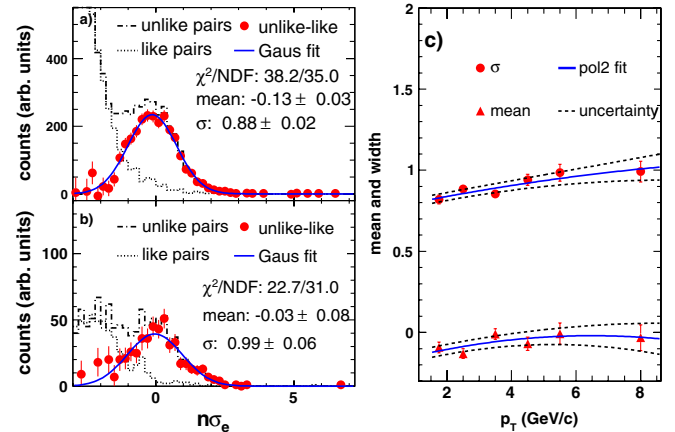 a)
unlike pairs
unlike-like
like pairs
Gaus fit
χ²/NDF: 38.2/35.0
mean: -0.13 ± 0.03
σ: 0.88 ± 0.02
counts (arb. units)
400
200
0
b)
unlike pairs
unlike-like
like pairs
Gaus fit
χ²/NDF: 22.7/31.0
mean: -0.03 ± 0.08
σ: 0.99 ± 0.06
counts (arb. units)
100
50
0
0
5
nσₑ
c)
σ
pol2 fit
mean
uncertainty
mean and width
2
1.5
1
0.5
0
2
4
6
8
p_T (GeV/c)